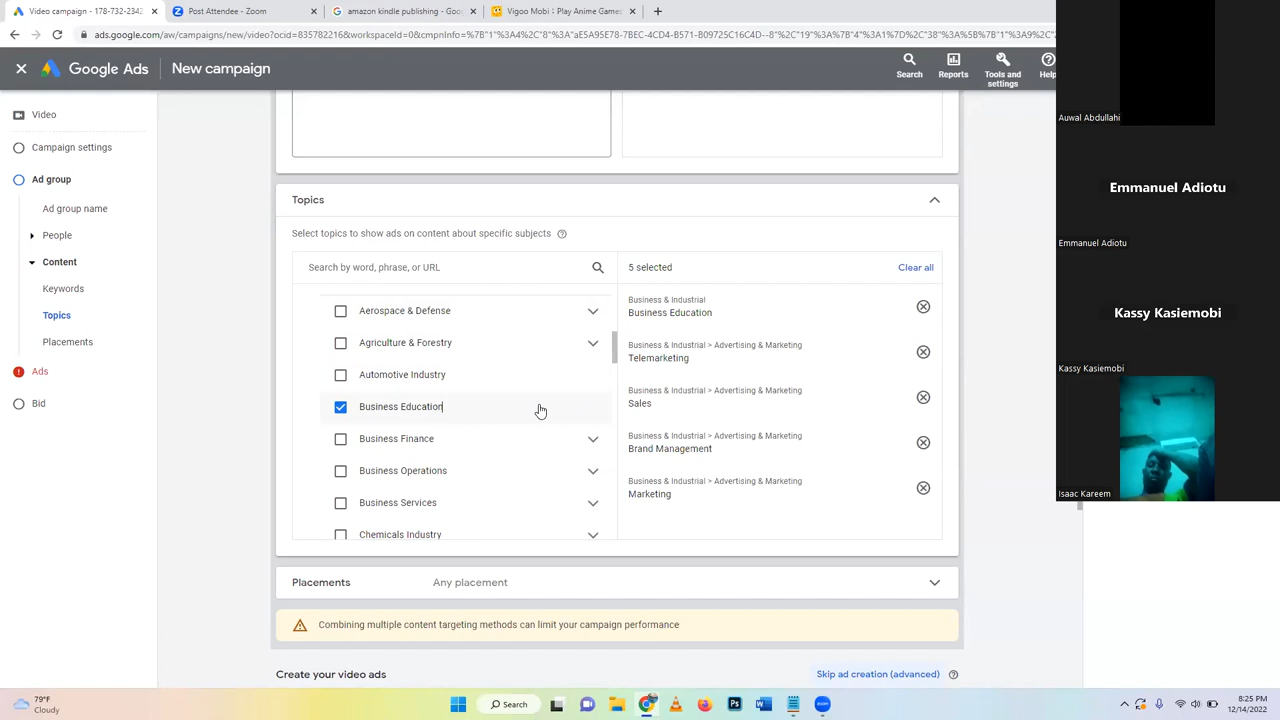 Video campaign - 178-732-2342
Post Attendee - Zoom
amazon kindle publishing - Goo
Vigoo Mobi & Play Anime Games
ads.google.com/aw/campaigns/new/video?ocid=835782216&workspaceId=0&cmpnInfo=%7B"1"%3A4%2C"8"%3A"aE5A95E78-7BEC-4CD4-B571-B09725C16C4D--8%2C"19"%3A%7B"4"%3A1%7D%2C"38"%3A%5B%7B"1"%3A9%2C"
Google Ads
New campaign
Search
Reports
Tools and
settings
Help
Video
Campaign settings
Ad group
Ad group name
People
Content
Keywords
Topics
Placements
Ads
Bid
Topics
Select topics to show ads on content about specific subjects
Search by word, phrase, or URL
5 selected
Clear all
Aerospace & Defense
Agriculture & Forestry
Automotive Industry
Business Education
Business Finance
Business Operations
Business Services
Chemicals Industry
Business & Industrial
Business Education
Business & Industrial > Advertising & Marketing
Telemarketing
Business & Industrial > Advertising & Marketing
Sales
Business & Industrial > Advertising & Marketing
Brand Management
Business & Industrial > Advertising & Marketing
Marketing
Placements
Any placement
Combining multiple content targeting methods can limit your campaign performance
Create your video ads
Skip ad creation (advanced)
Auwal Abdullahi
Emmanuel Adiotu
Emmanuel Adiotu
Kassy Kasiemobi
Kassy Kasiemobi
Isaac Kareem
79°F
Cloudy
Search
8:25 PM
12/14/2022